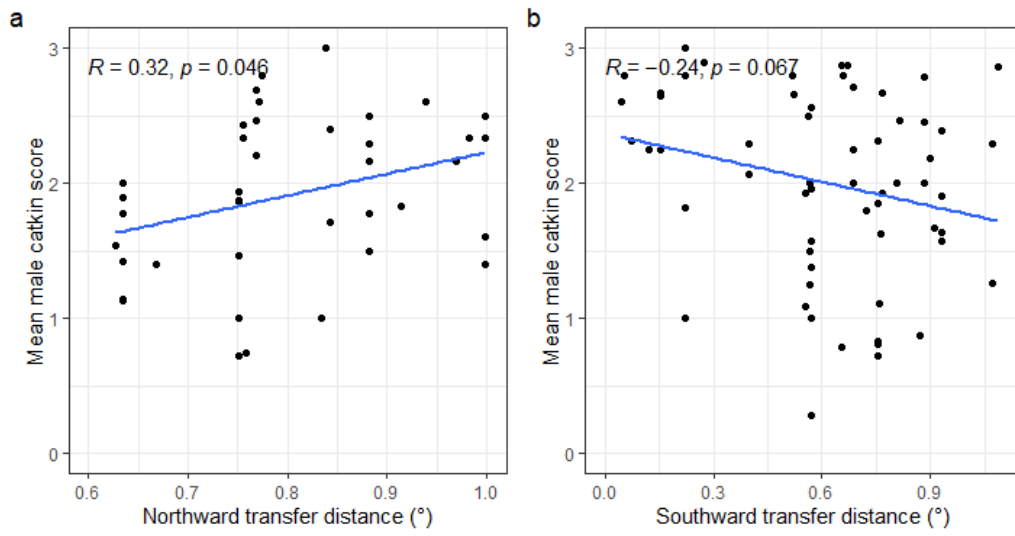 a
R = 0.32, p = 0.046
3
2
1
0
Mean male catkin score
0.6 0.7 0.8 0.9 1.0
Northward transfer distance (°)
b
R = −0.24, p = 0.067
3
2
1
0
Mean male catkin score
0.0 0.3 0.6 0.9
Southward transfer distance (°)